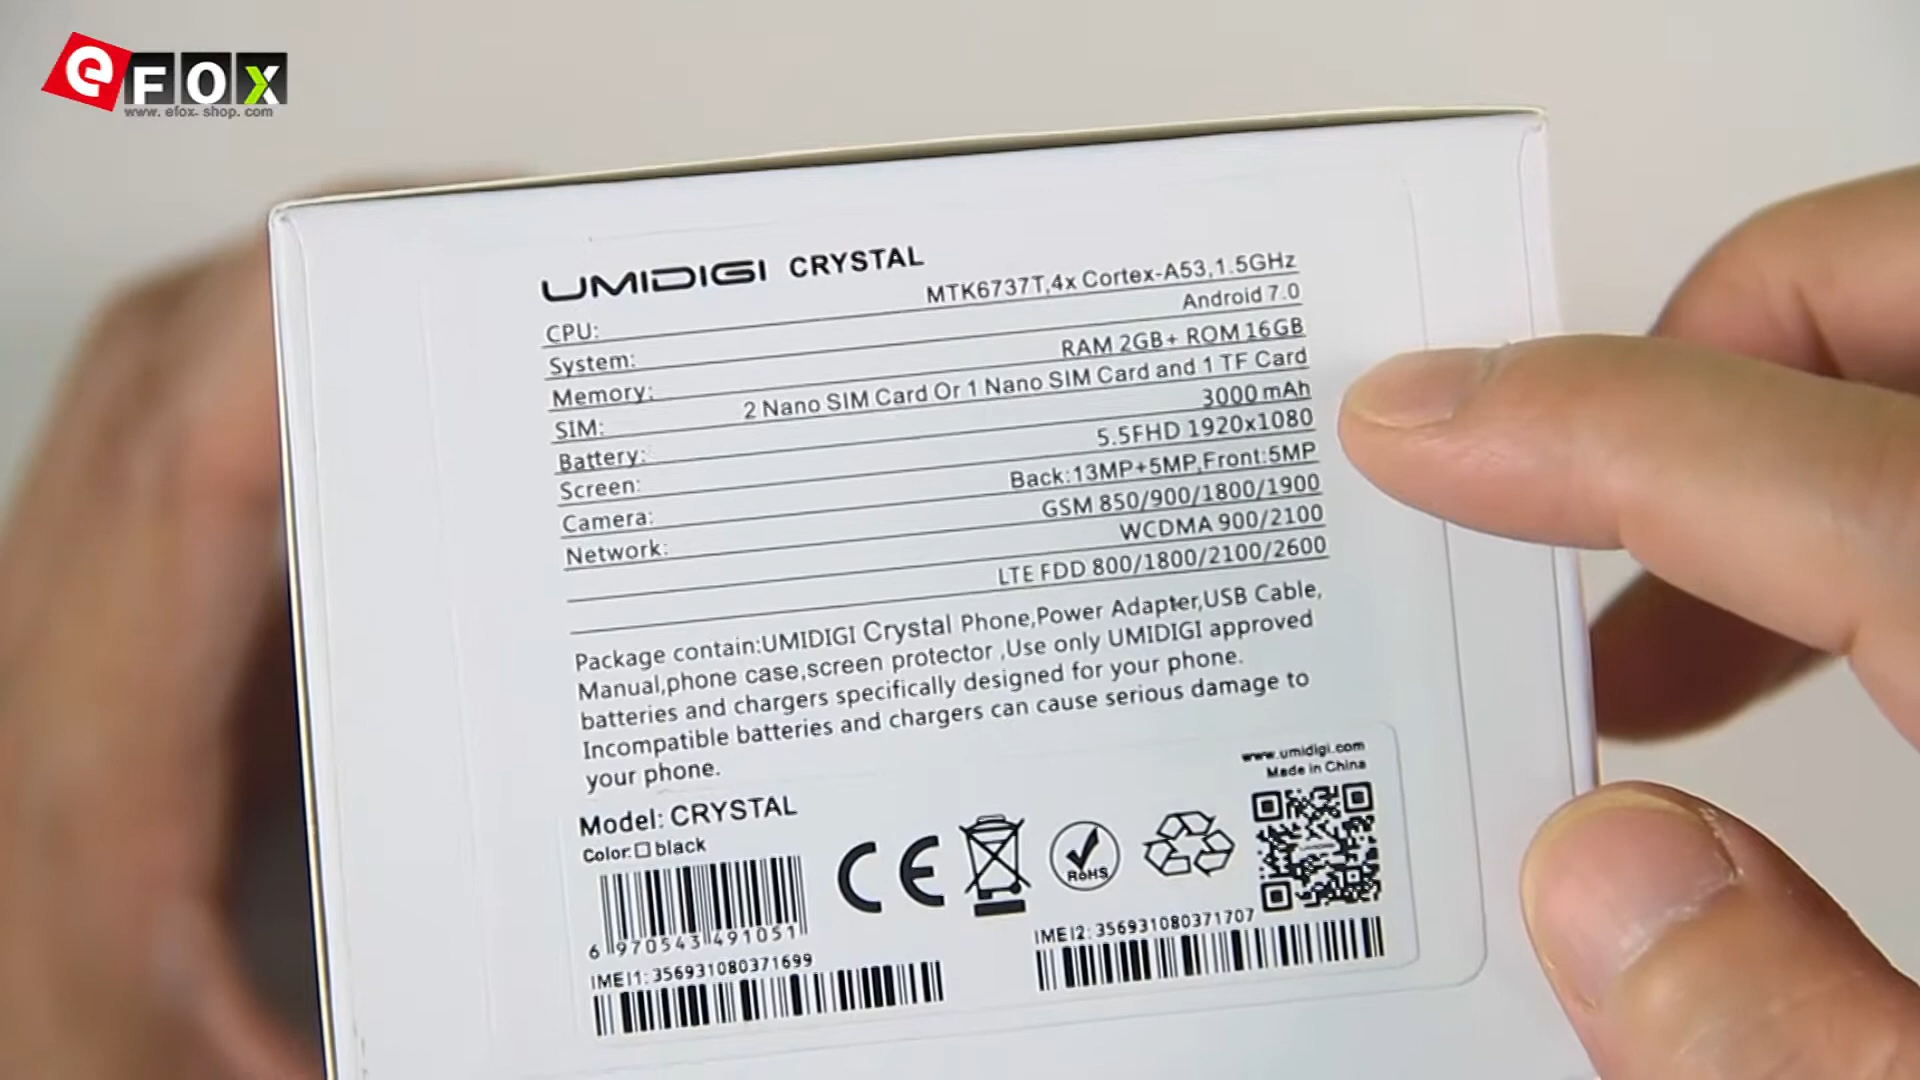 eFOX
www. efox-shop. com
UMIDIGI CRYSTAL
CPU: MTK6737T,4x Cortex-A53,1.5GHz
System: Android 7.0
Memory: RAM 2GB+ ROM 16GB
SIM: 2 Nano SIM Card Or 1 Nano SIM Card and 1 TF Card
Battery: 3000 mAh
Screen: 5.5FHD 1920x1080
Camera: Back:13MP+5MP,Front:5MP
Network: GSM 850/900/1800/1900
WCDMA 900/2100
LTE FDD 800/1800/2100/2600
Package contain:UMIDIGI Crystal Phone,Power Adapter,USB Cable,
Manual,phone case,screen protector ,Use only UMIDIGI approved
batteries and chargers specifically designed for your phone.
Incompatible batteries and chargers can cause serious damage to
your phone.
www.umidigi.com
Made in China
Model: CRYSTAL
Color: black
CE
RoHS
6 970543 491051
IMEI1: 356931080371699
IMEI2: 356931080371707